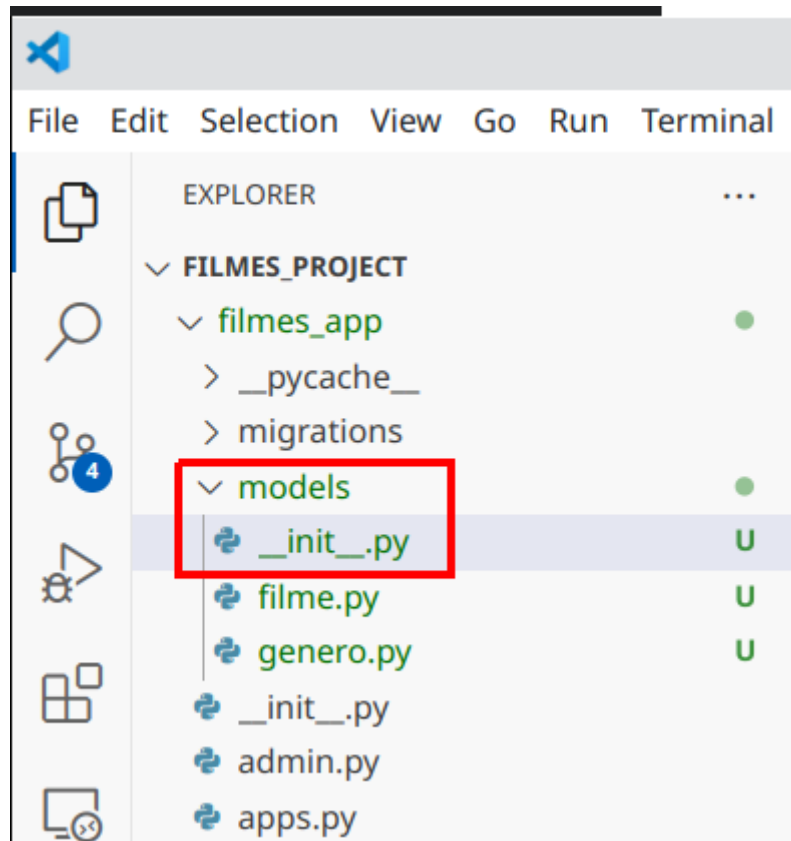 File Edit Selection View Go Run Terminal
EXPLORER ...
FILMES_PROJECT
filmes_app
__pycache__
migrations
4
models
__init__.py U
filme.py U
genero.py U
__init__.py
admin.py
apps.py